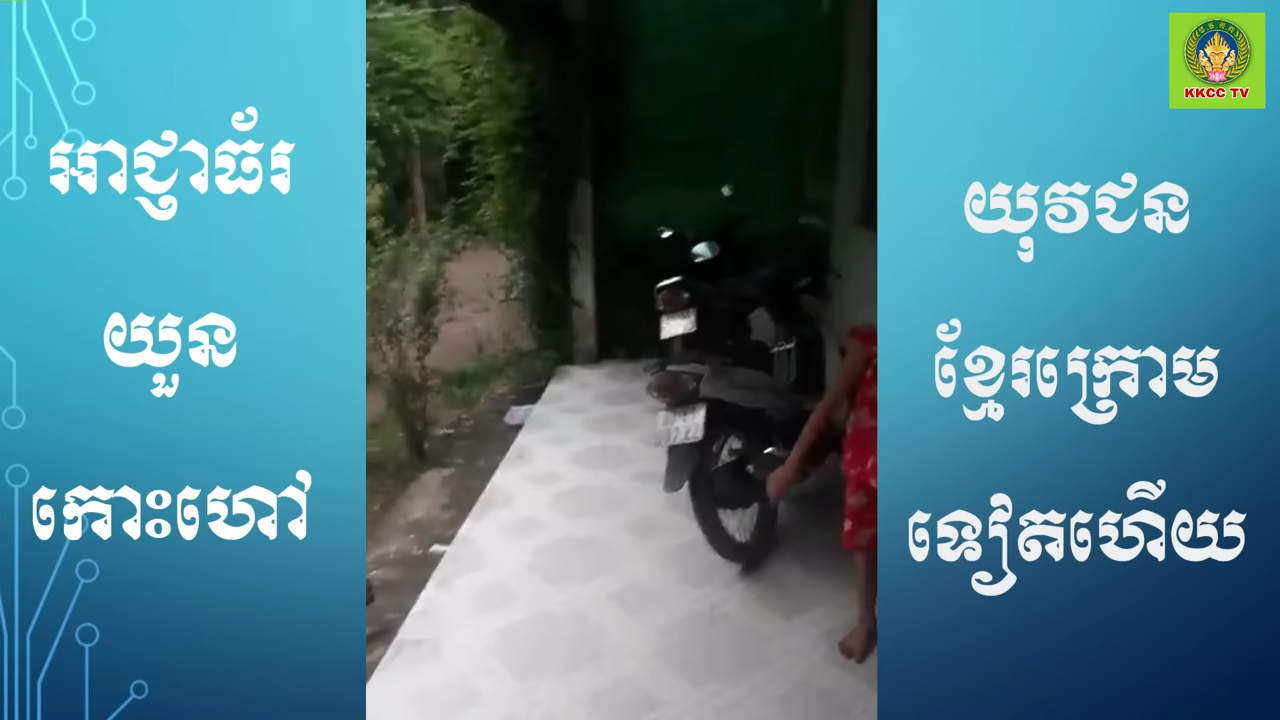 អាជ្ញាធ័រ
យួន
កោះហៅ
យុវជន
ខ្មែរក្រោម
ទៀតហើយ
KKCC TV